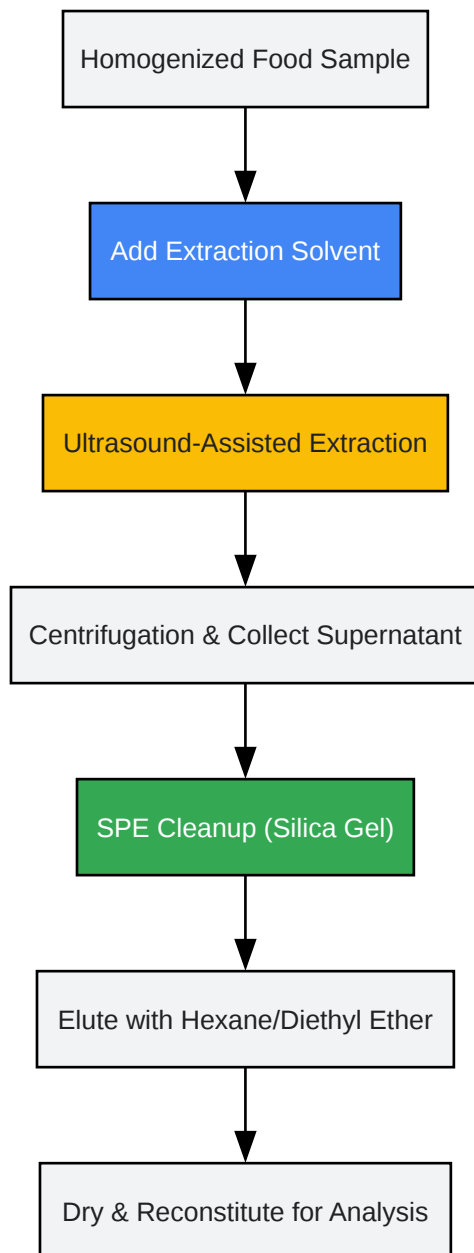 Homogenized Food Sample
Add Extraction Solvent
Ultrasound-Assisted Extraction
Centrifugation & Collect Supernatant
SPE Cleanup (Silica Gel)
Elute with Hexane/Diethyl Ether
Dry & Reconstitute for Analysis